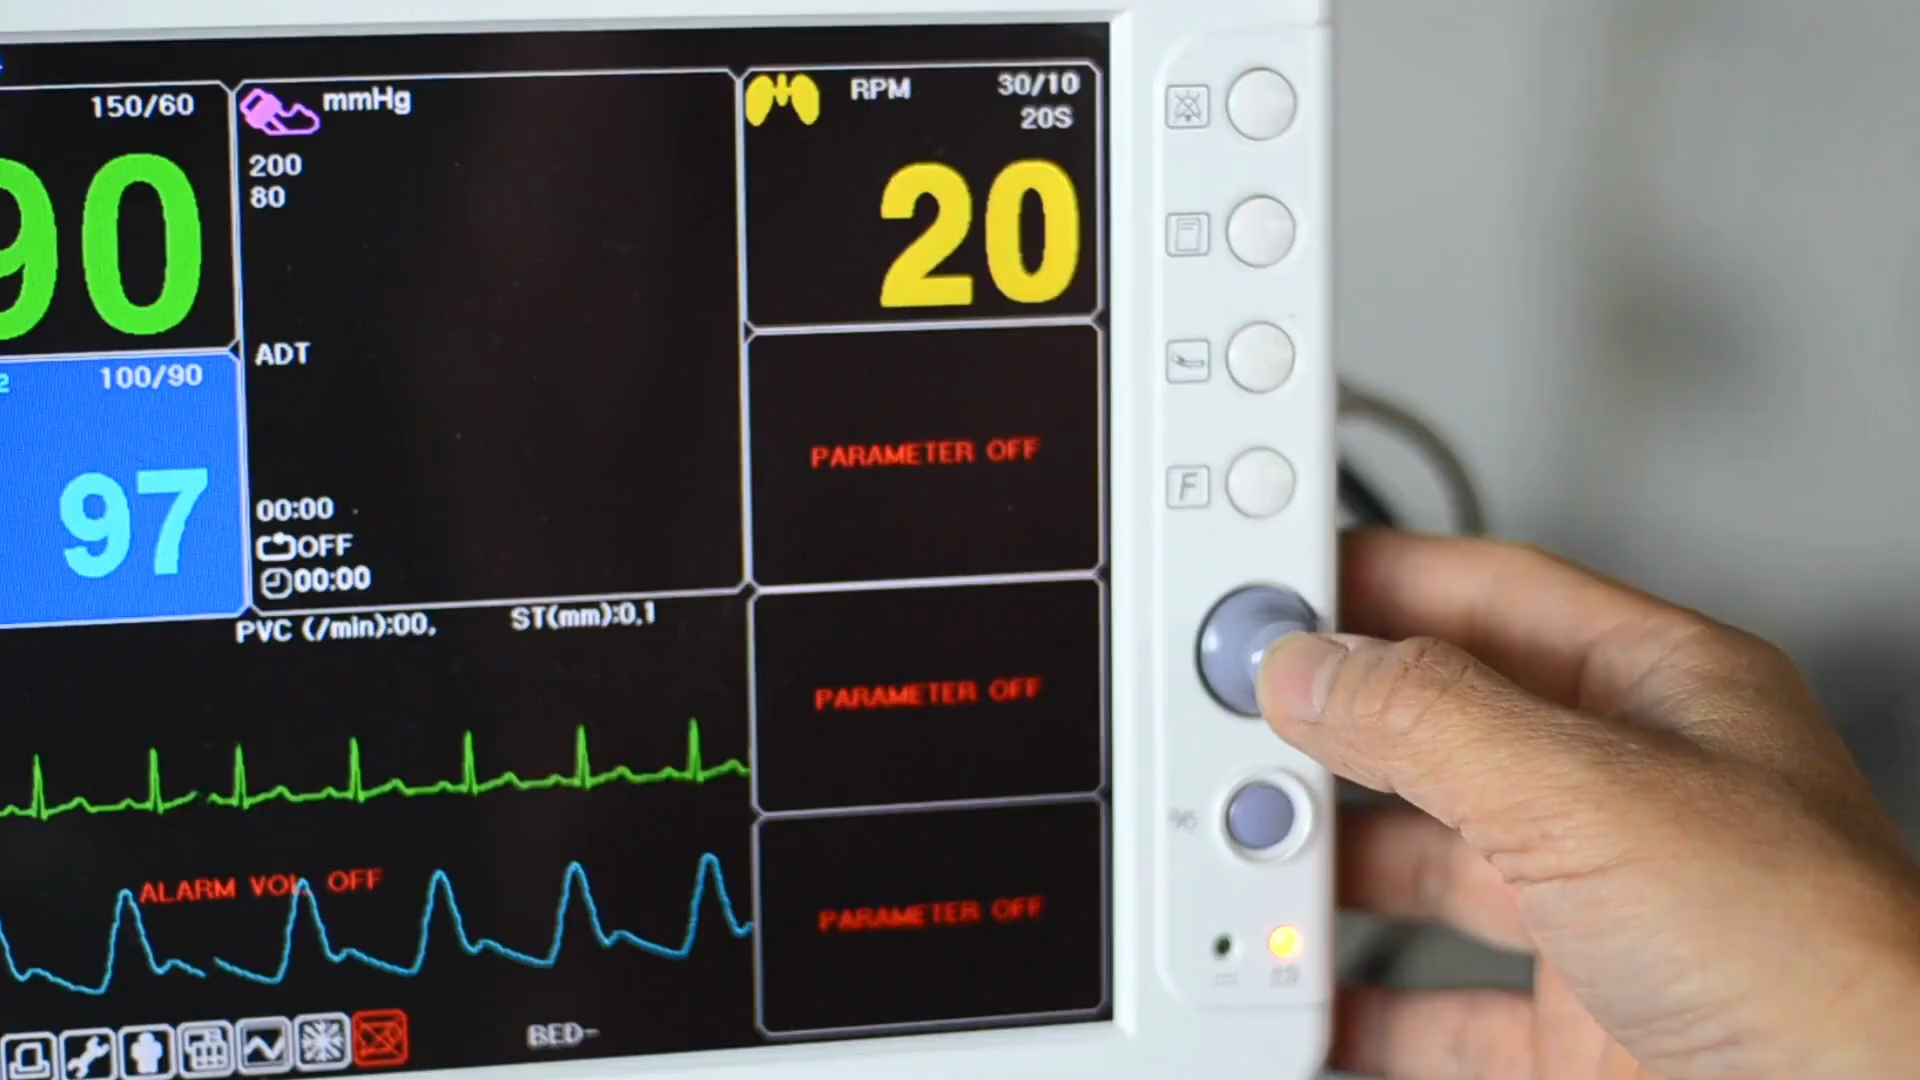 150/60
90
mmHg
200
80
ADT
00:00
OFF
00:00
RPM
30/10
20S
20
2
100/90
97
PARAMETER OFF
PARAMETER OFF
PARAMETER OFF
PVC (/min):00,
ST(mm):0.1
ALARM VOL OFF
BED-
F